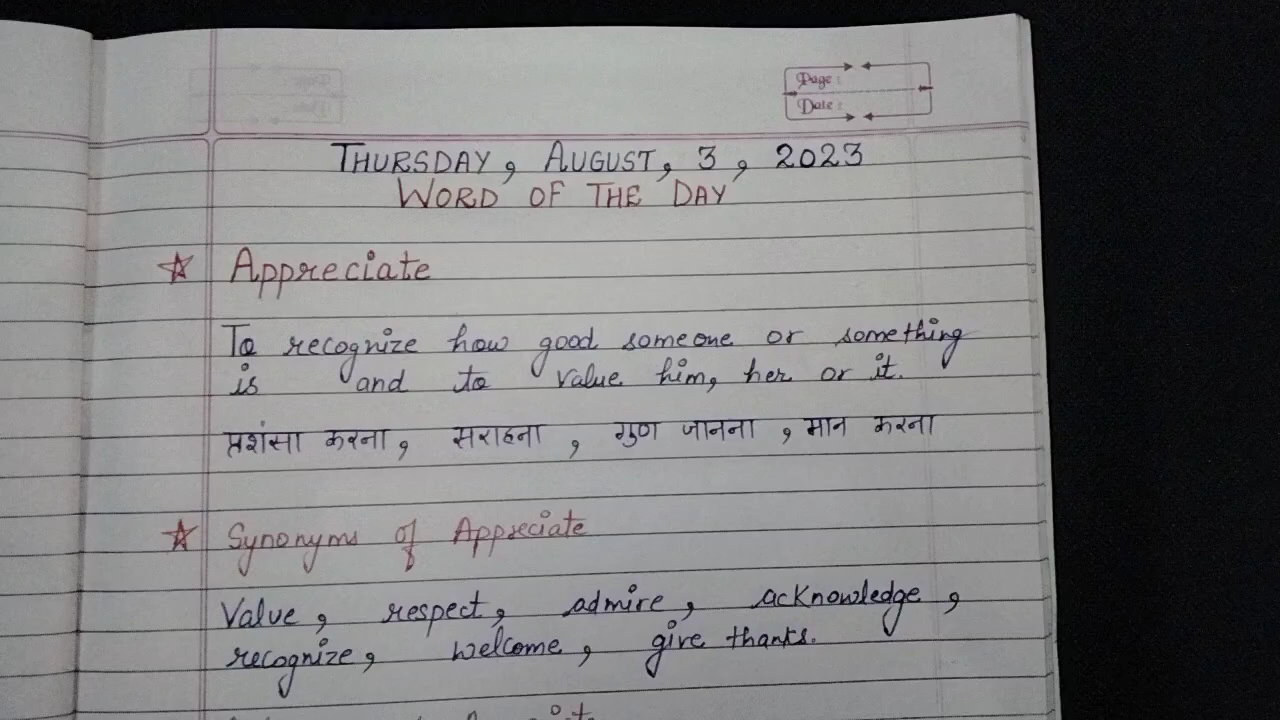 Page:
Date:
THURSDAY, AUGUST, 3, 2023
WORD OF THE DAY
☆ Appreciate
To recognize how good someone or something
is and to value him, her or it.
प्रशंसा करना, सराहना, गुण जानना, मान करना
☆ Synonyms of Appreciate
Value, respect, admire, acknowledge,
recognize, welcome, give thanks.